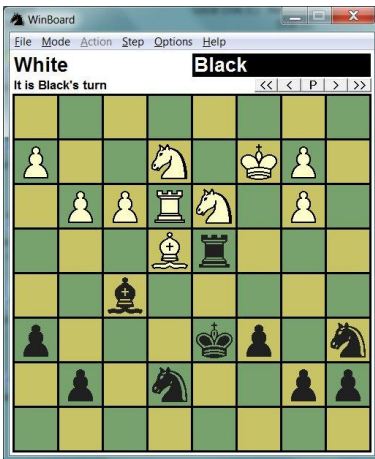 WinBoard
File Mode Action Step Options Help
White Black
It is Black's turn << < P > >>